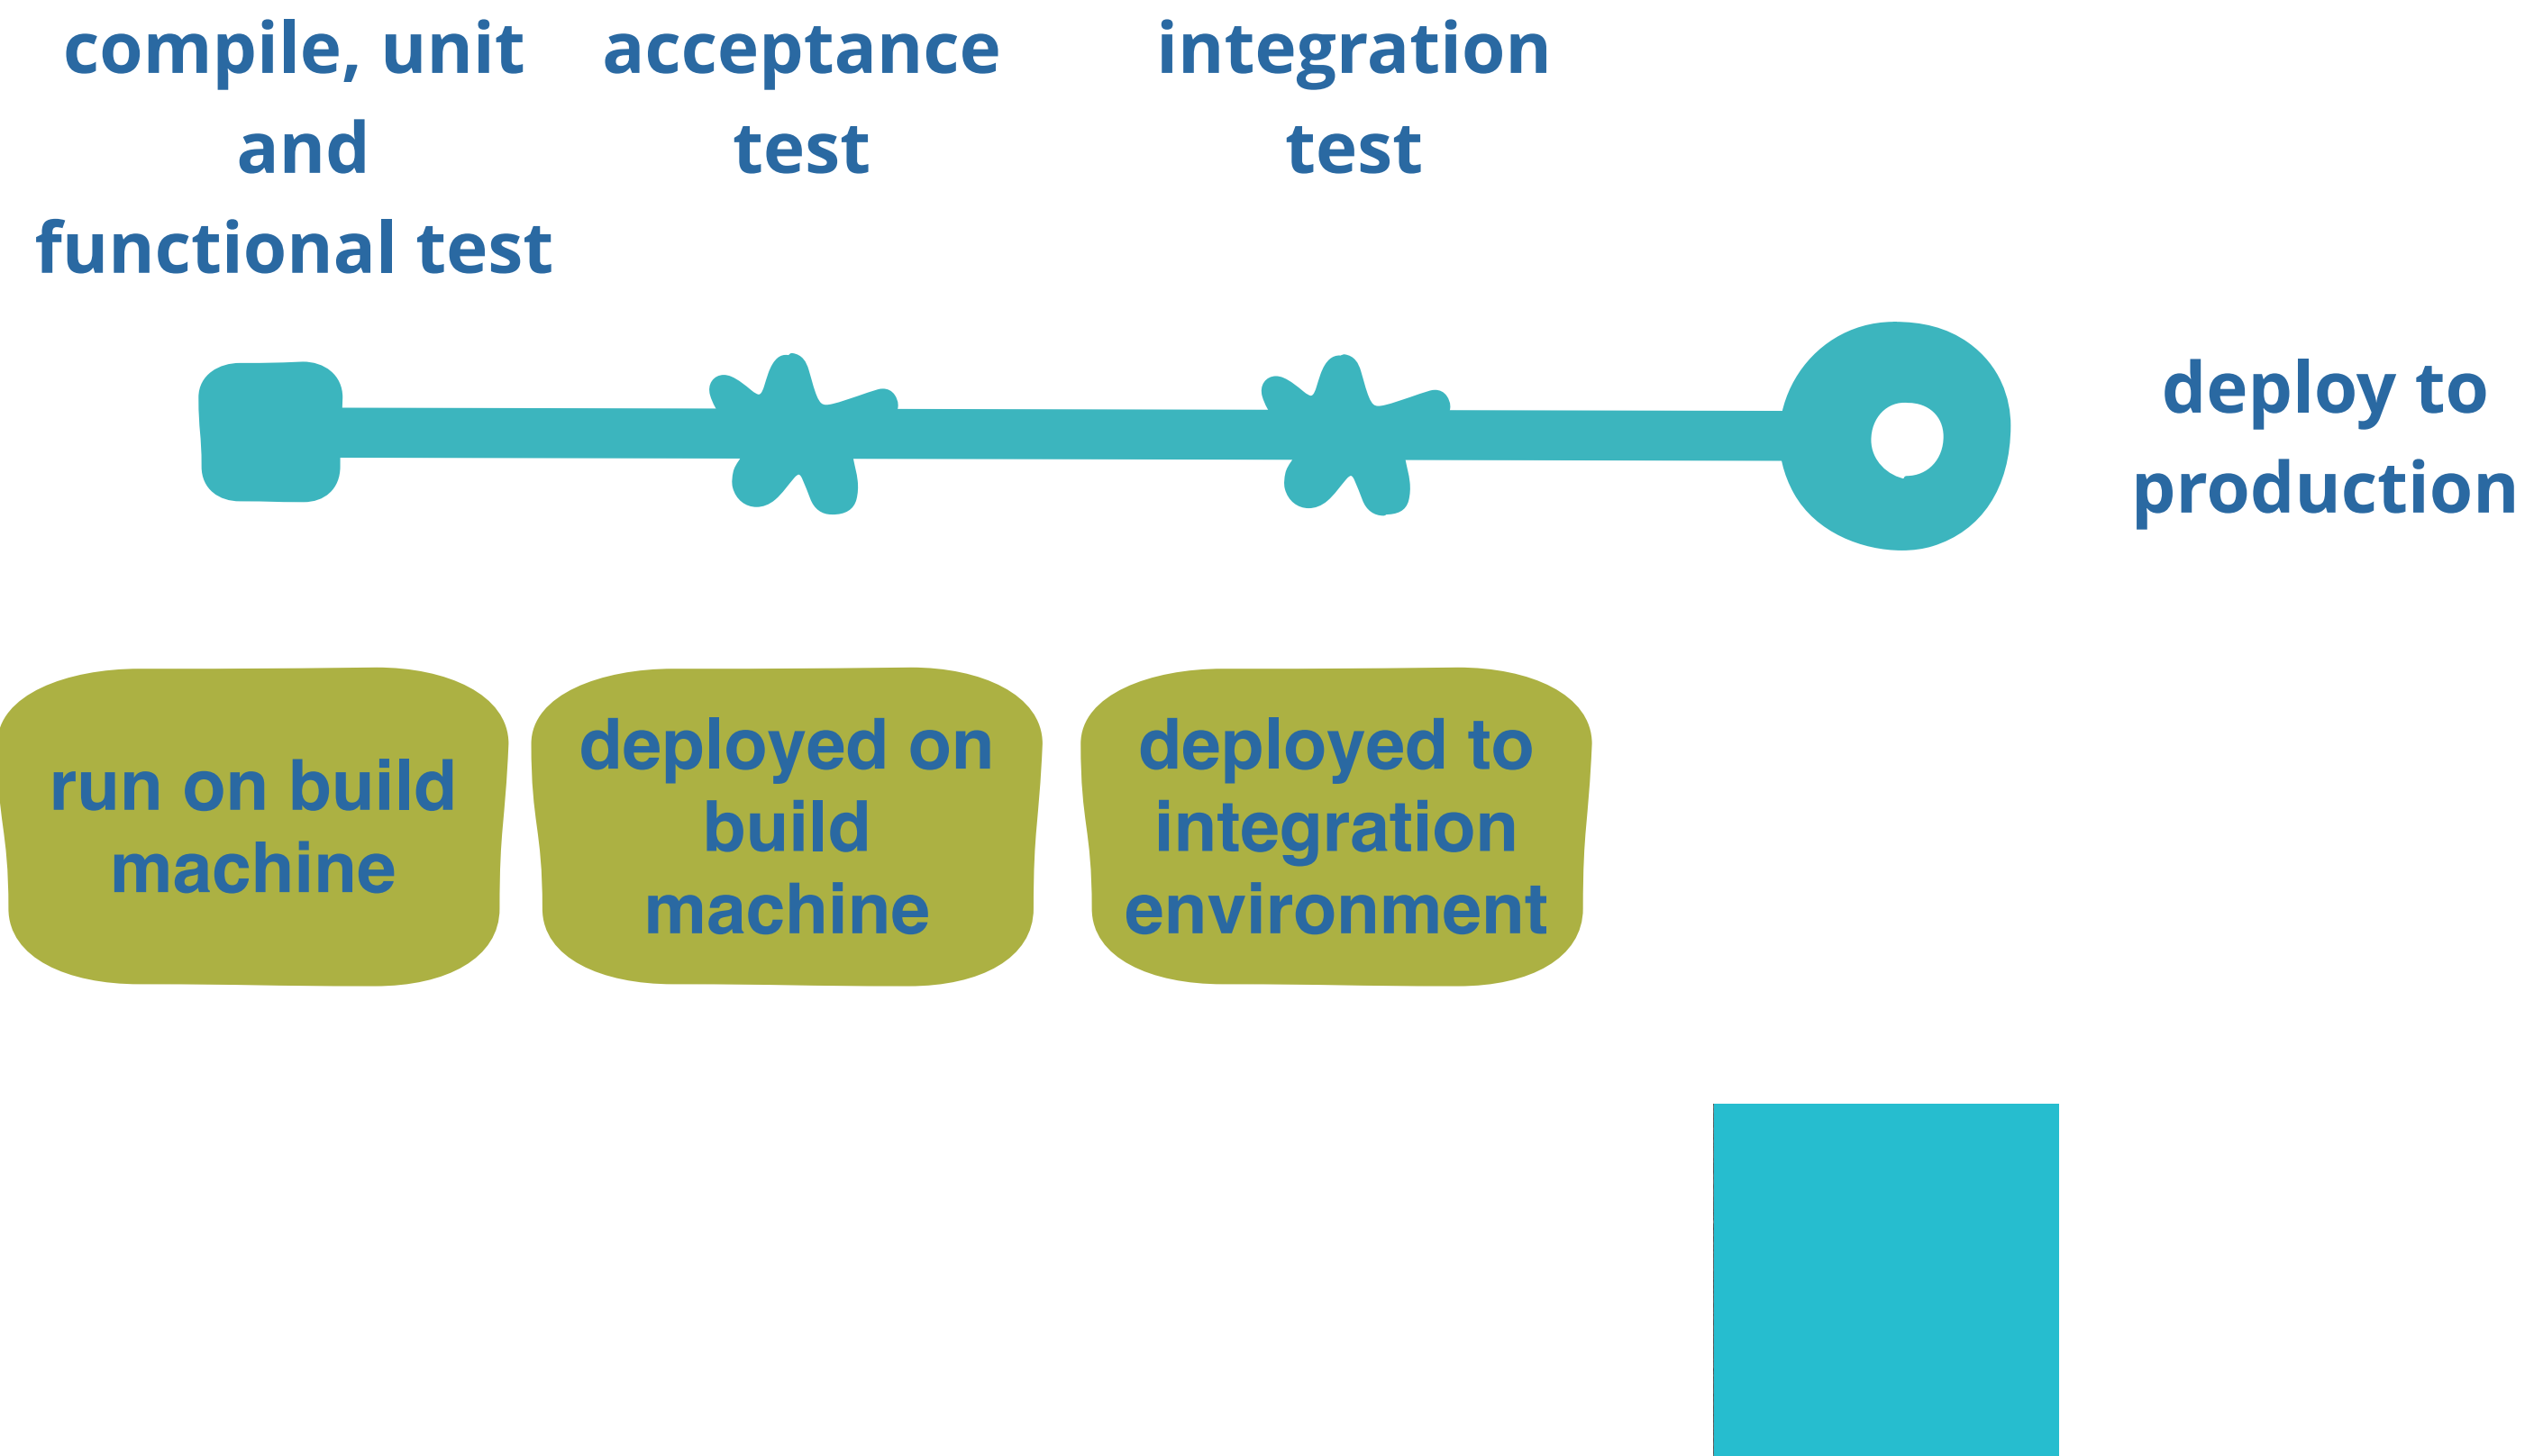 compile, unit
and
functional test
acceptance
test
integration
test
deploy to
production
run on build
machine
deployed on
build
machine
deployed to
integration
environment